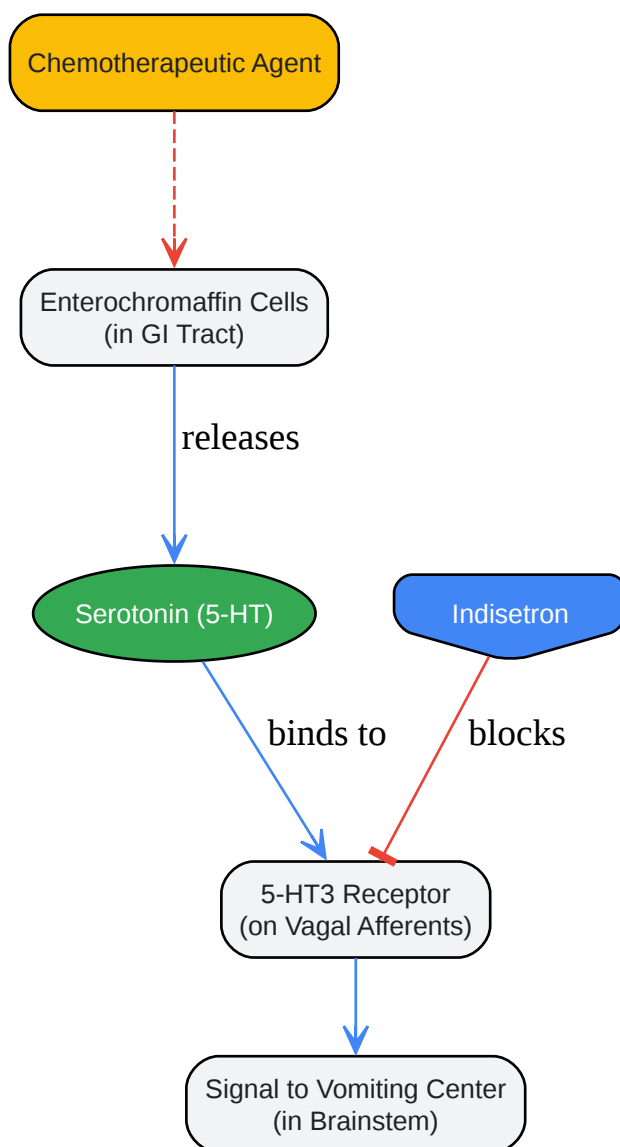 Chemotherapeutic Agent
Enterochromaffin Cells
(in GI Tract)
releases
Serotonin (5-HT)
Indisetron
binds to
blocks
5-HT3 Receptor
(on Vagal Afferents)
Signal to Vomiting Center
(in Brainstem)